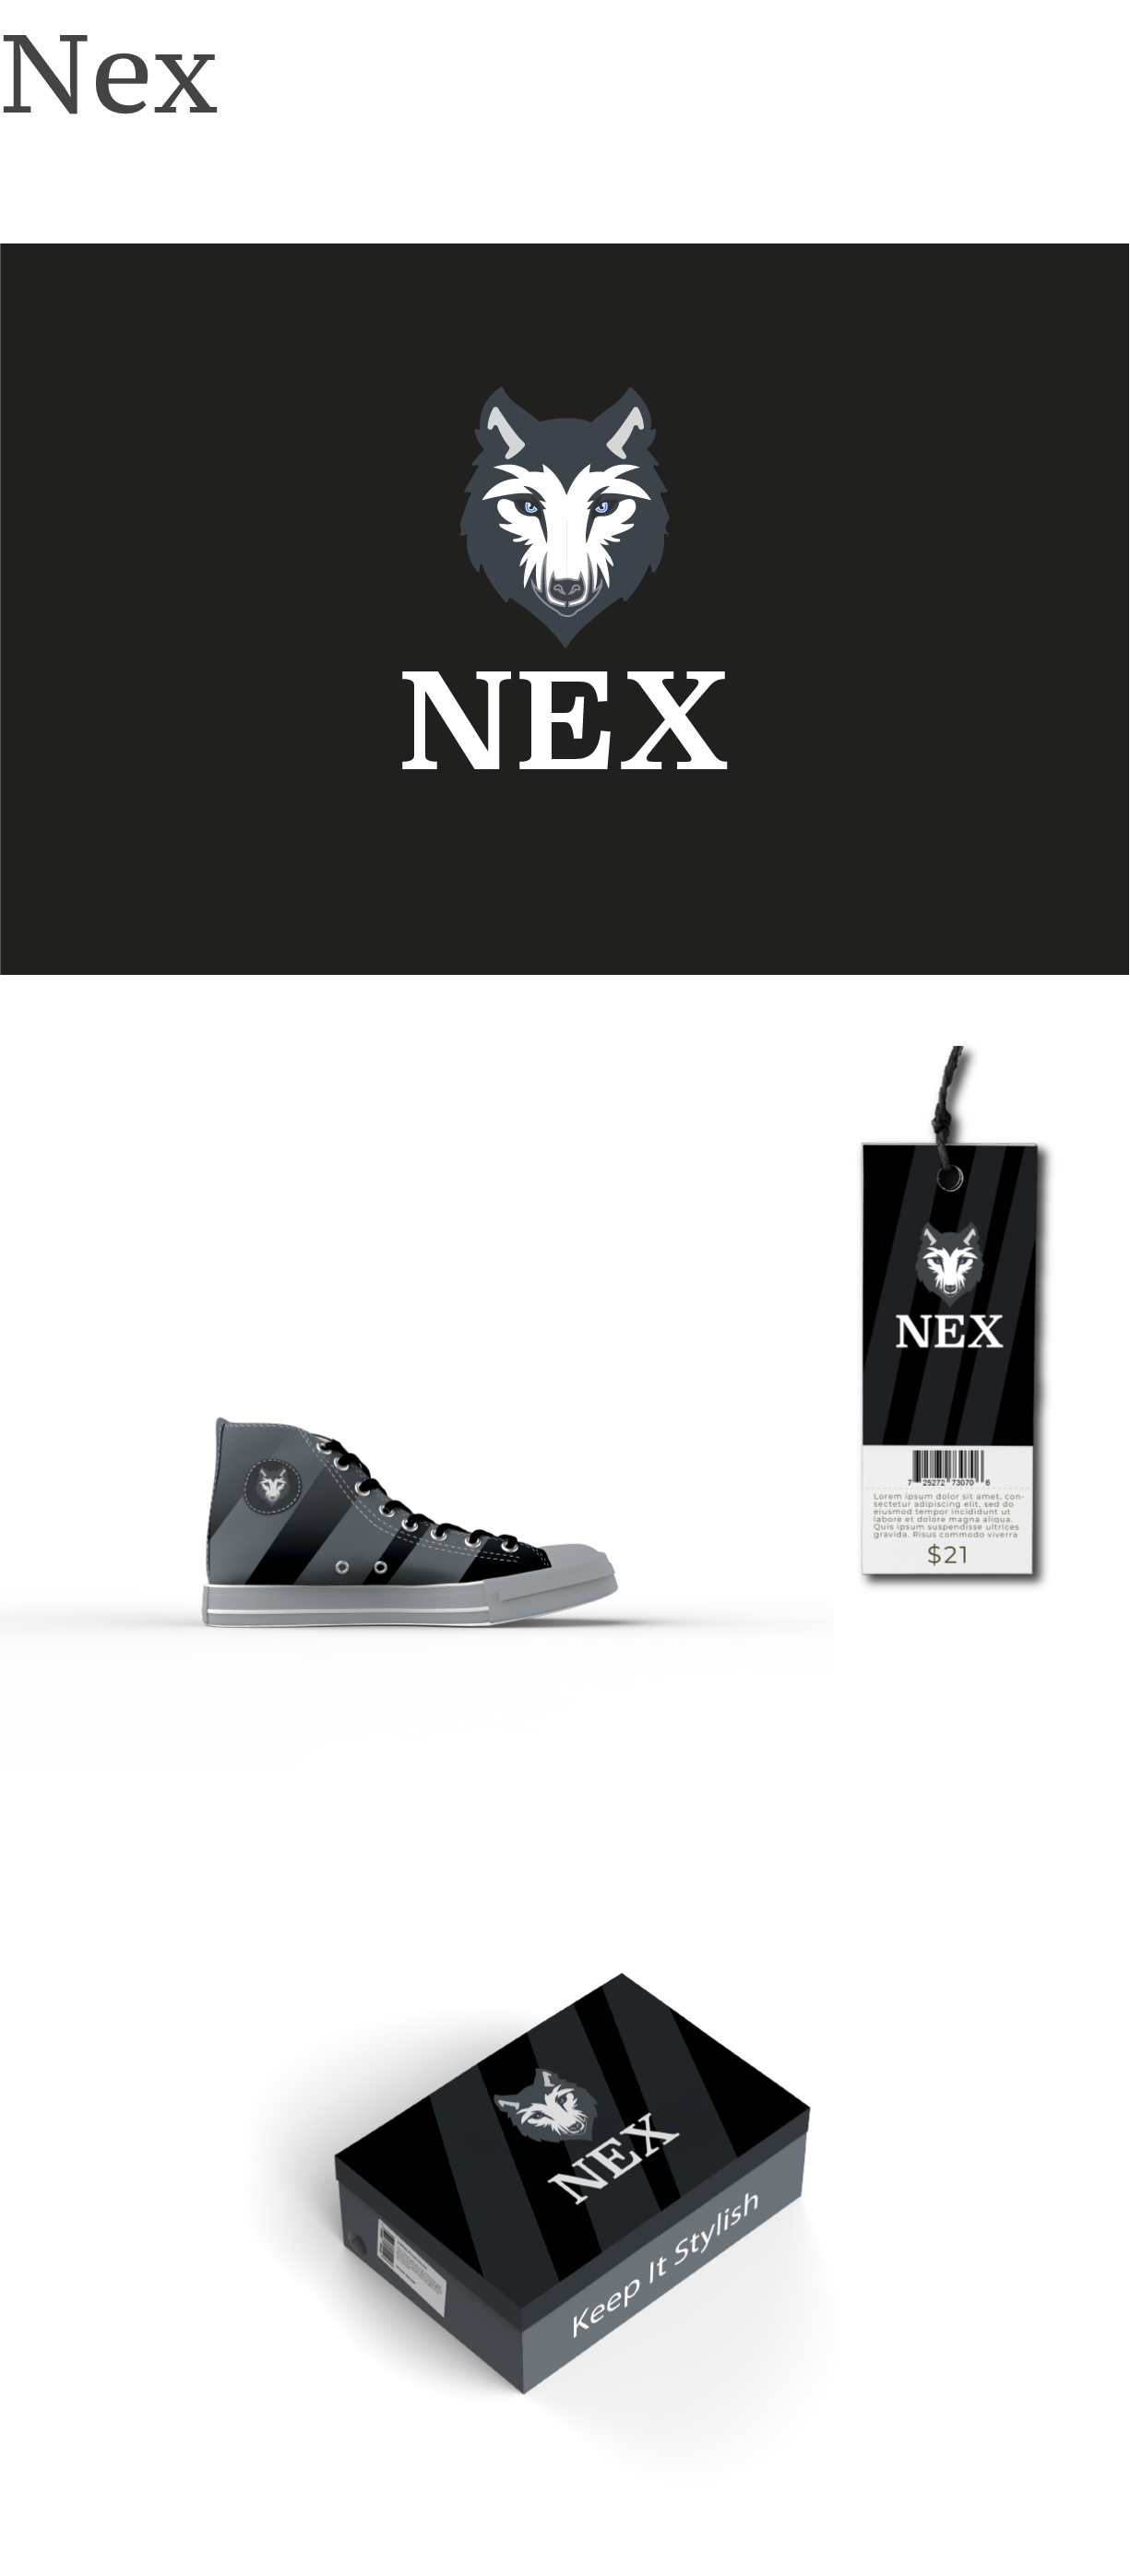 Nex
NEX
NEX
7 25272 73070 6
Lorem ipsum dolor sit amet, con-
sectetur adipiscing elit, sed do
eiusmod tempor incididunt ut
labore et dolore magna aliqua.
Quis ipsum suspendisse ultrices
gravida. Risus commodo viverra
$21
NEX
Keep It Stylish